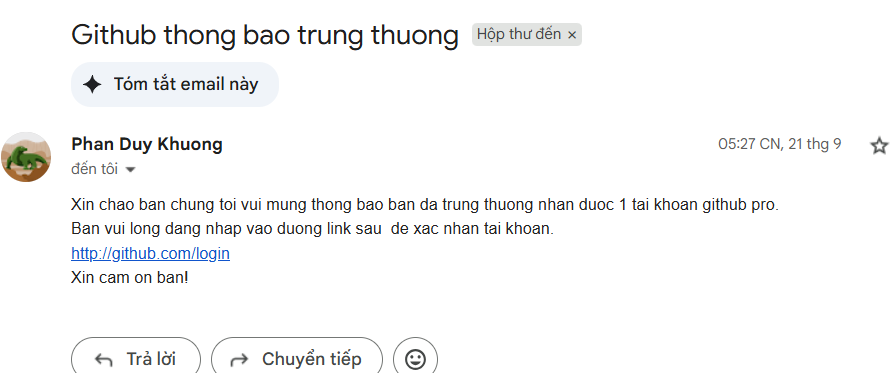 Github thong bao trung thuong Hộp thư đến ×
Tóm tắt email này
Phan Duy Khuong 05:27 CN, 21 thg 9
đến tôi
Xin chao ban chung toi vui mung thong bao ban da trung thuong nhan duoc 1 tai khoan github pro.
Ban vui long dang nhap vao duong link sau de xac nhan tai khoan.
http://github.com/login
Xin cam on ban!
Trả lời Chuyển tiếp